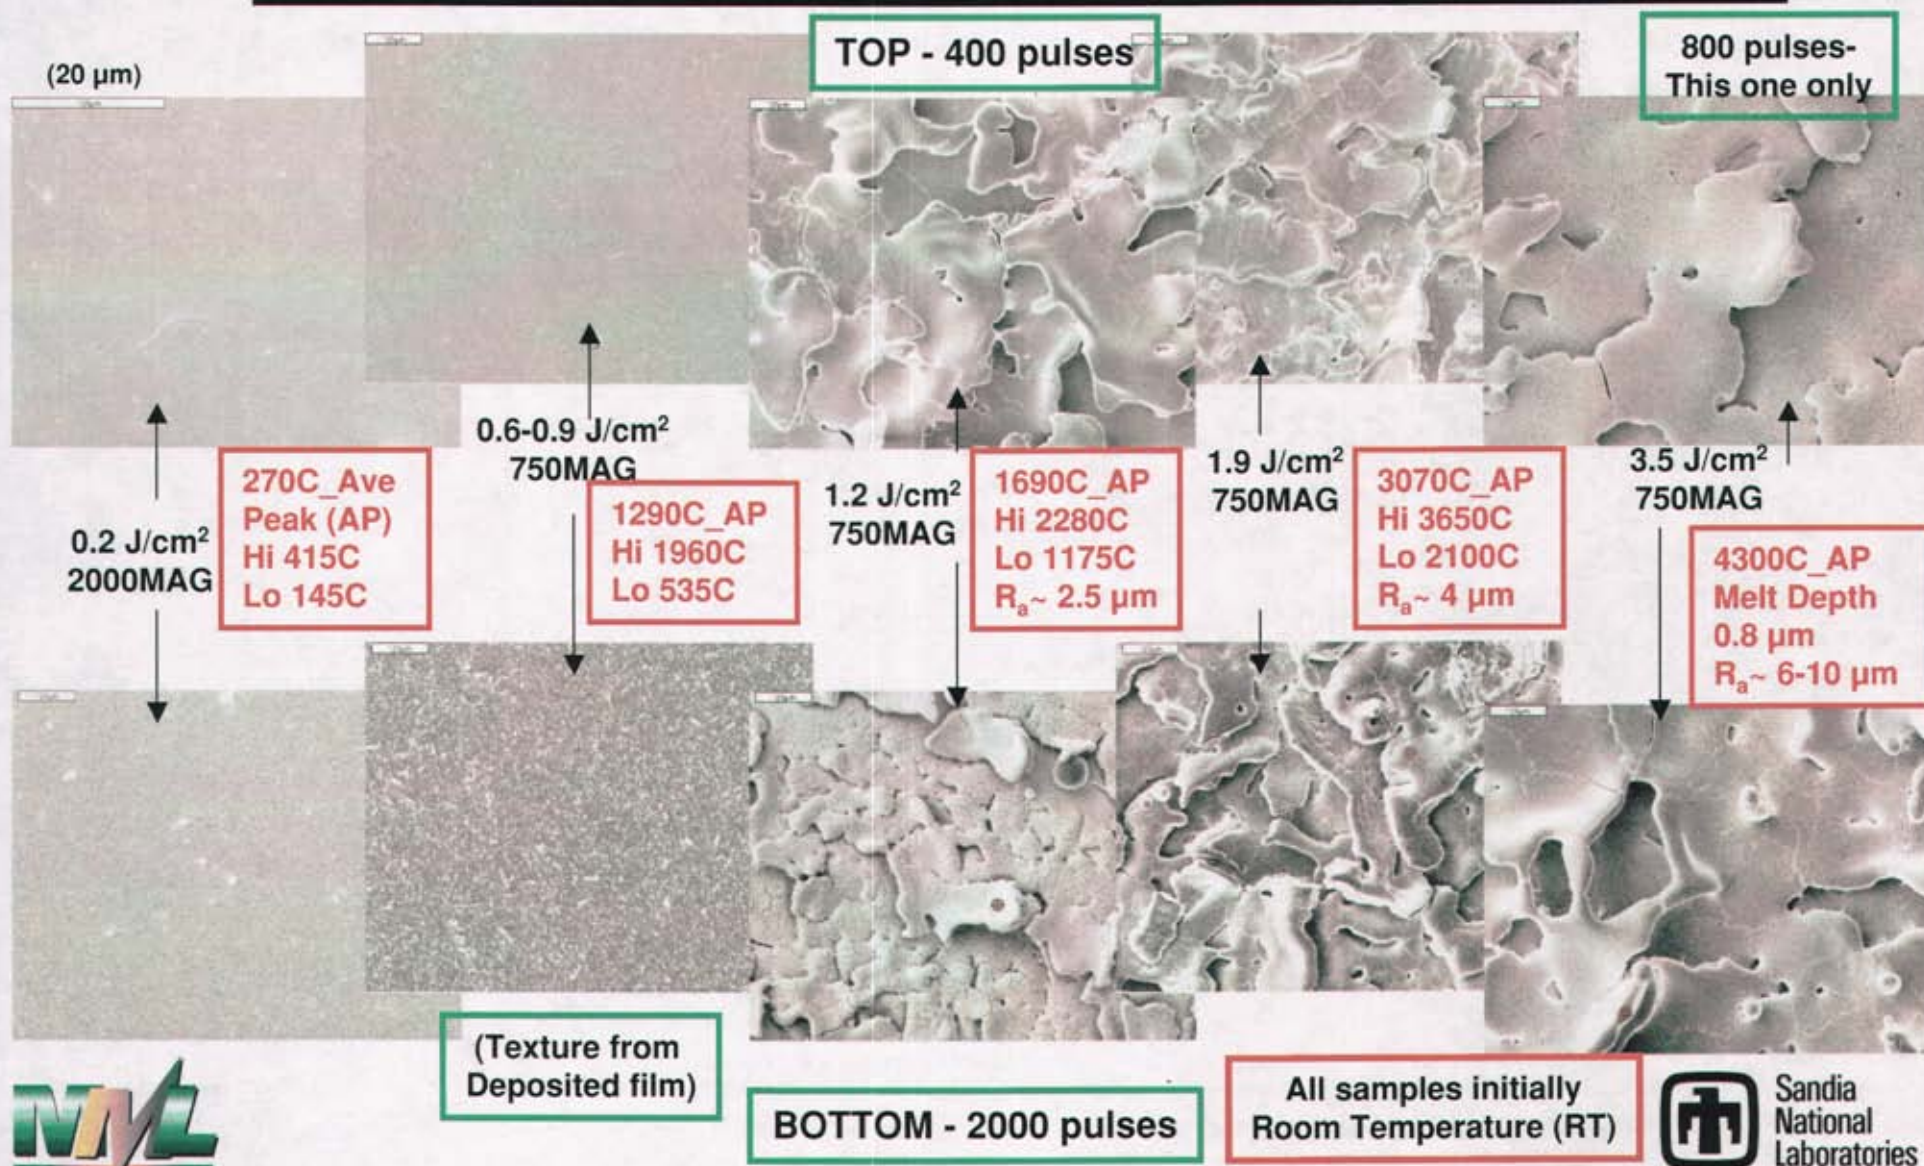 (20 µm)
TOP - 400 pulses
800 pulses-
This one only
0.2 J/cm²
2000MAG
270C_Ave
Peak (AP)
Hi 415C
Lo 145C
0.6-0.9 J/cm²
750MAG
1290C_AP
Hi 1960C
Lo 535C
1.2 J/cm²
750MAG
1690C_AP
Hi 2280C
Lo 1175C
Rₐ~ 2.5 µm
1.9 J/cm²
750MAG
3070C_AP
Hi 3650C
Lo 2100C
Rₐ~ 4 µm
3.5 J/cm²
750MAG
4300C_AP
Melt Depth
0.8 µm
Rₐ~ 6-10 µm
(Texture from
Deposited film)
BOTTOM - 2000 pulses
All samples initially
Room Temperature (RT)
Sandia
National
Laboratories